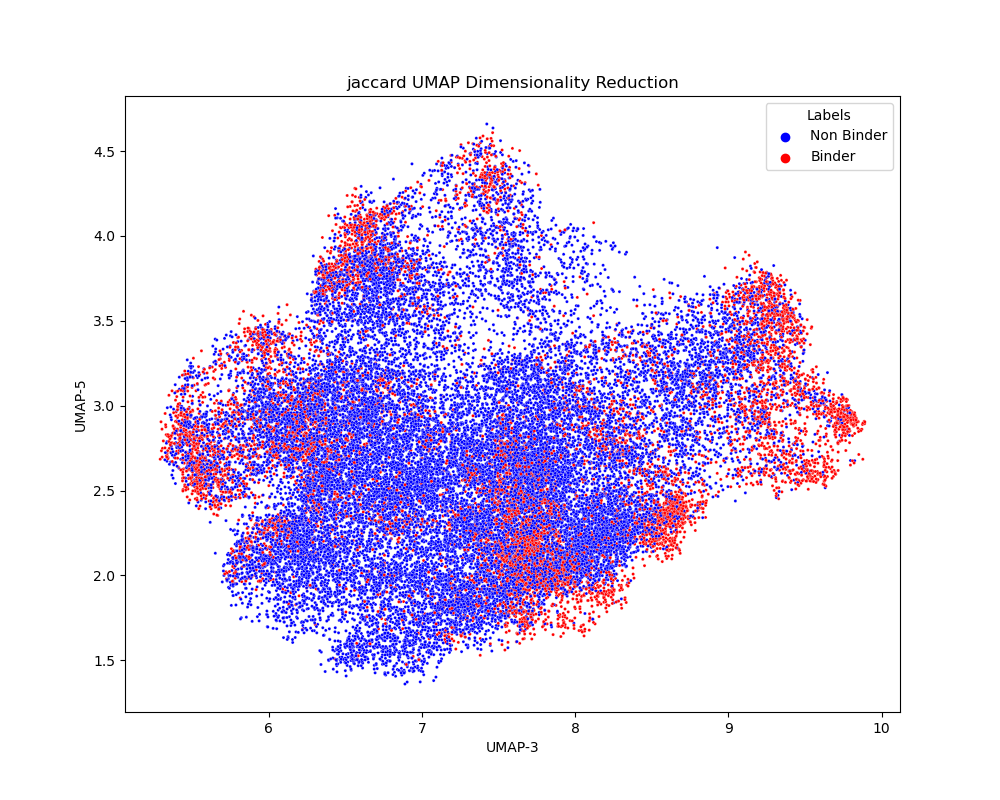 jaccard UMAP Dimensionality Reduction
Labels
Non Binder
Binder
4.5
4.0
3.5
3.0
2.5
2.0
1.5
UMAP-5
6 7 8 9 10
UMAP-3